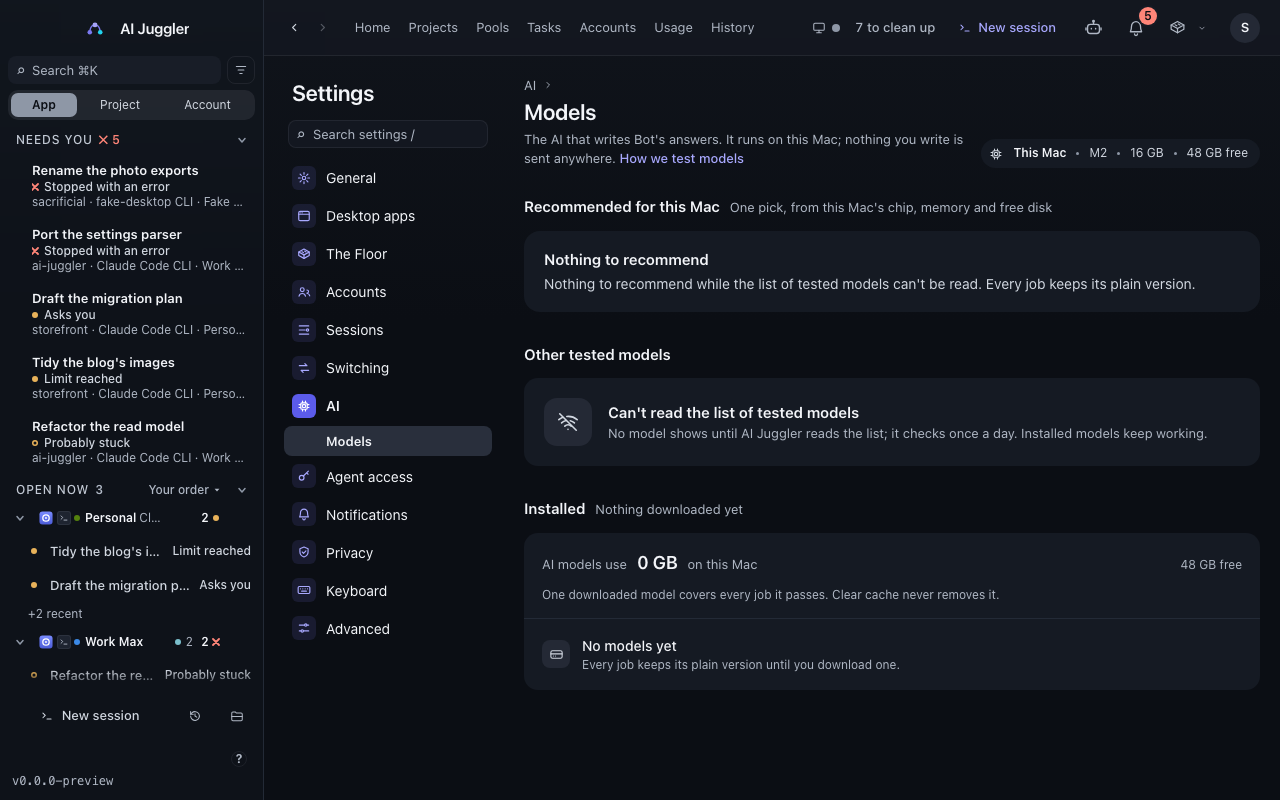 AI Juggler
Search ⌘K
App Project Account
NEEDS YOU 5
Rename the photo exports
Stopped with an error
sacrificial · fake-desktop CLI · Fake ...
Port the settings parser
Stopped with an error
ai-juggler · Claude Code CLI · Work ...
Draft the migration plan
Asks you
storefront · Claude Code CLI · Perso...
Tidy the blog's images
Limit reached
storefront · Claude Code CLI · Perso...
Refactor the read model
Probably stuck
ai-juggler · Claude Code CLI · Work ...
OPEN NOW 3 Your order
Personal Cl... 2
Tidy the blog's i... Limit reached
Draft the migration p... Asks you
+2 recent
Work Max 2 2
Refactor the re... Probably stuck
New session
?
v0.0.0-preview
Home Projects Pools Tasks Accounts Usage History 7 to clean up New session 5 S
Settings
Search settings /
General
Desktop apps
The Floor
Accounts
Sessions
Switching
AI
Models
Agent access
Notifications
Privacy
Keyboard
Advanced
AI
Models
The AI that writes Bot's answers. It runs on this Mac; nothing you write is
sent anywhere. How we test models
This Mac • M2 • 16 GB • 48 GB free
Recommended for this Mac One pick, from this Mac's chip, memory and free disk
Nothing to recommend
Nothing to recommend while the list of tested models can't be read. Every job keeps its plain version.
Other tested models
Can't read the list of tested models
No model shows until AI Juggler reads the list; it checks once a day. Installed models keep working.
Installed Nothing downloaded yet
AI models use 0 GB on this Mac 48 GB free
One downloaded model covers every job it passes. Clear cache never removes it.
No models yet
Every job keeps its plain version until you download one.